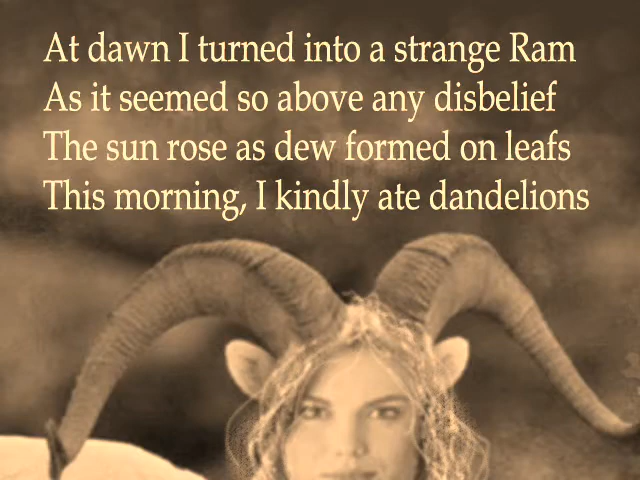 At dawn I turned into a strange Ram
As it seemed so above any disbelief
The sun rose as dew formed on leafs
This morning, I kindly ate dandelions